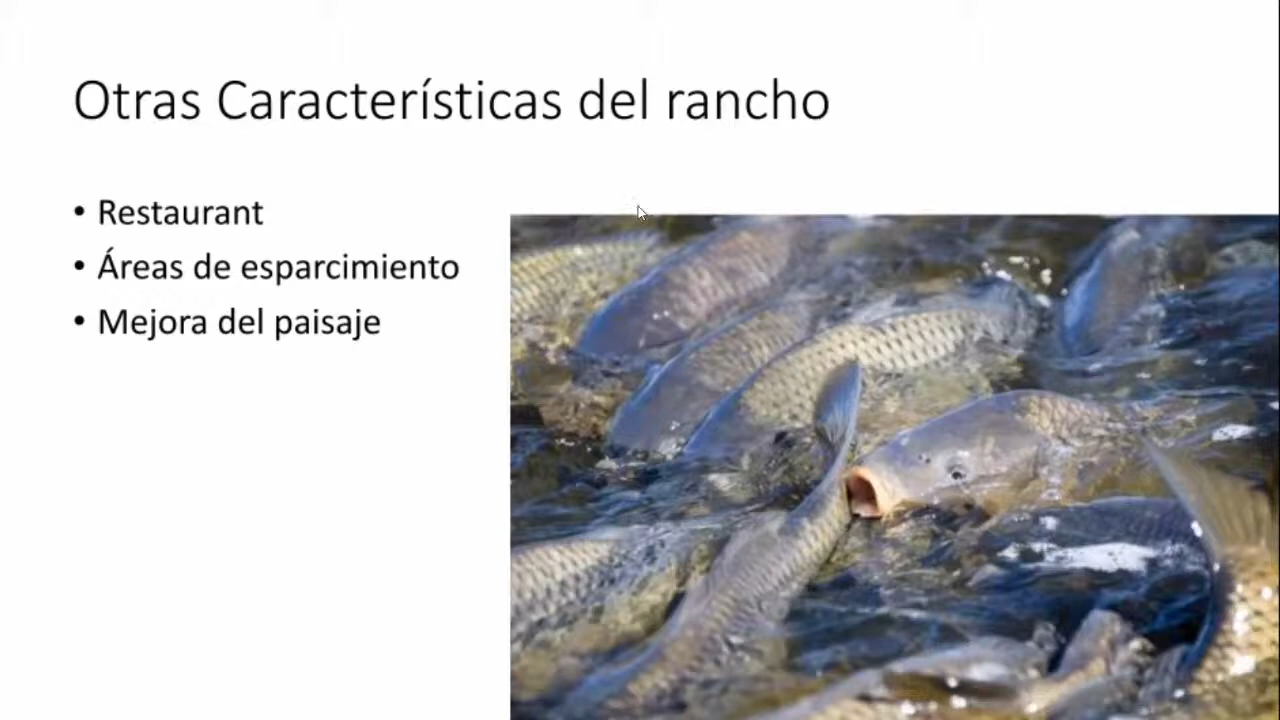 Otras Características del rancho
• Restaurant
• Áreas de esparcimiento
• Mejora del paisaje